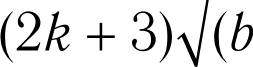 (2k + 3)√(b